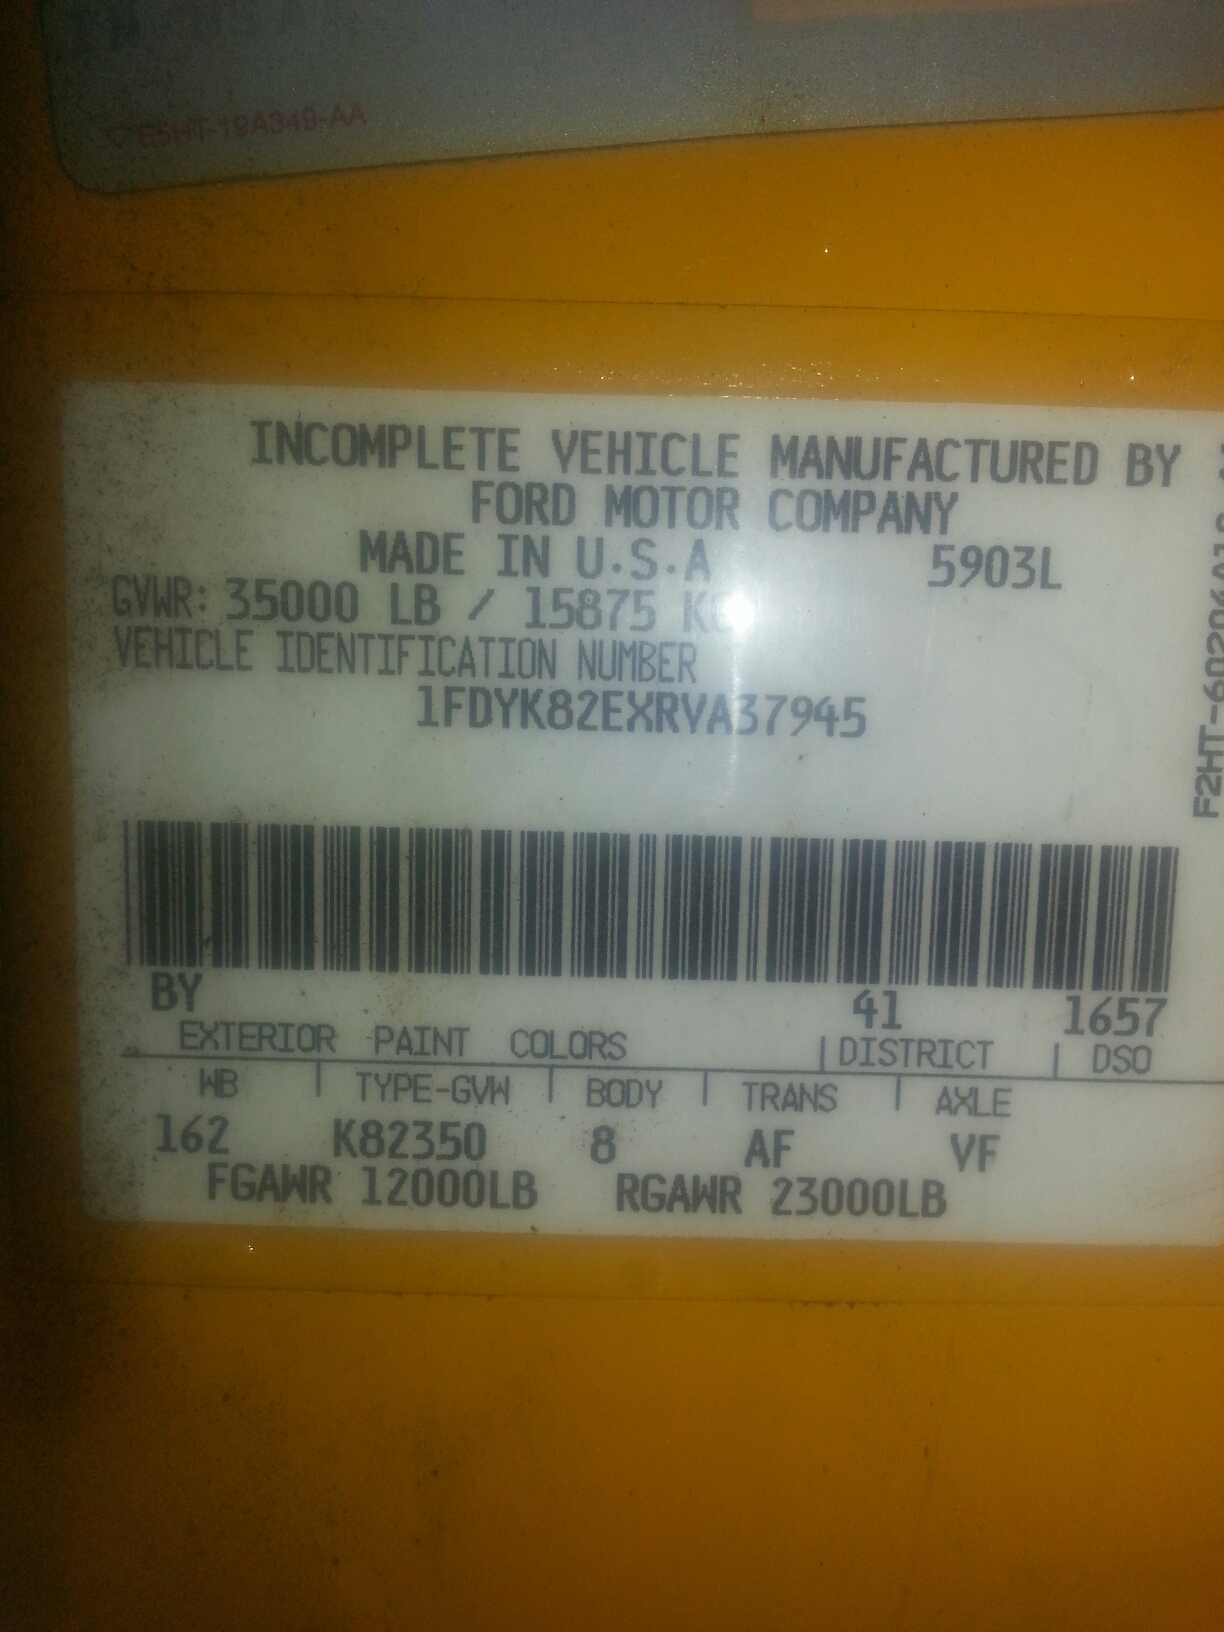 E5HT-19A349-AA
INCOMPLETE VEHICLE MANUFACTURED BY
FORD MOTOR COMPANY
MADE IN U.S.A 5903L
GVWR: 35000 LB / 15875 KG
VEHICLE IDENTIFICATION NUMBER
1FDYK82EXRVA37945
BY 41 1657
EXTERIOR PAINT COLORS | DISTRICT | DSO
WB | TYPE-GVW | BODY | TRANS | AXLE
162 K82350 8 AF VF
FGAWR 12000LB RGAWR 23000LB